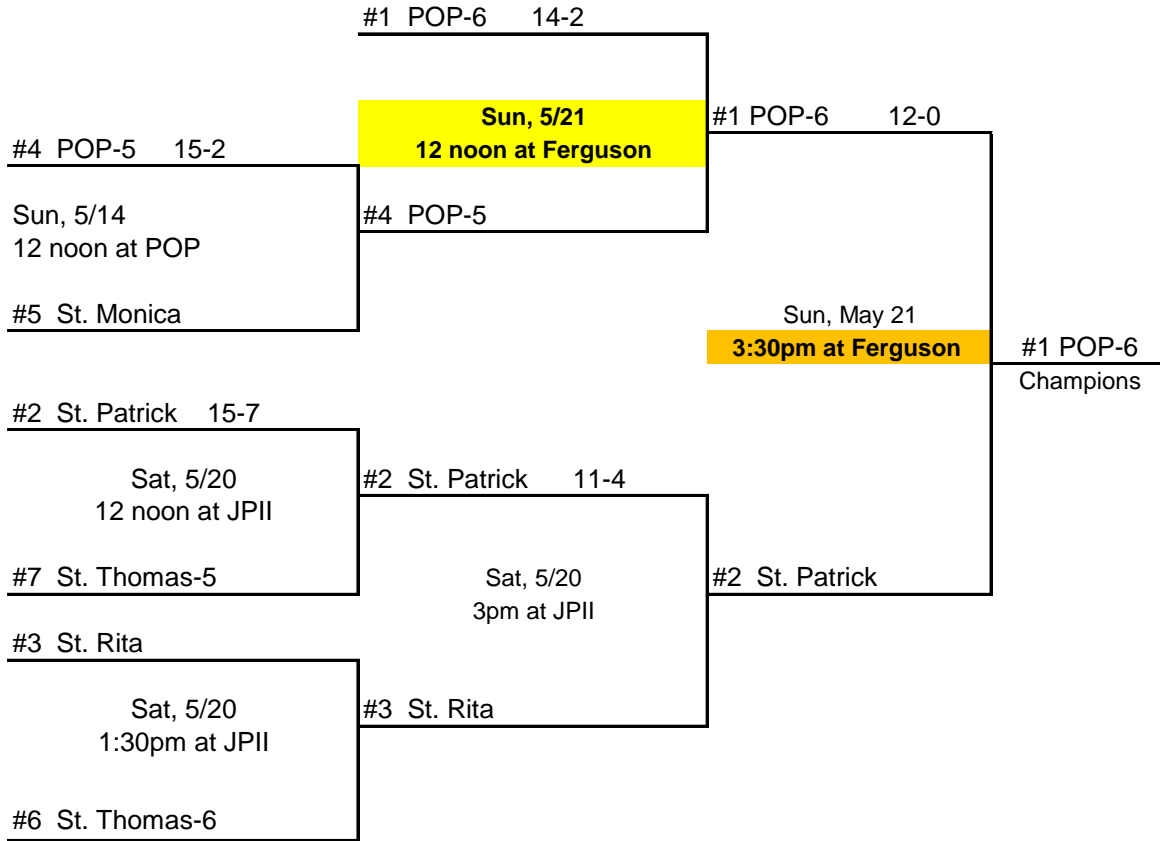 #1 POP-6 14-2
Sun, 5/21
12 noon at Ferguson
#1 POP-6 12-0
#4 POP-5 15-2
Sun, 5/14
12 noon at POP
#4 POP-5
#5 St. Monica
Sun, May 21
3:30pm at Ferguson
#1 POP-6
Champions
#2 St. Patrick 15-7
Sat, 5/20
12 noon at JPII
#2 St. Patrick 11-4
#7 St. Thomas-5
Sat, 5/20
3pm at JPII
#2 St. Patrick
#3 St. Rita
Sat, 5/20
1:30pm at JPII
#3 St. Rita
#6 St. Thomas-6